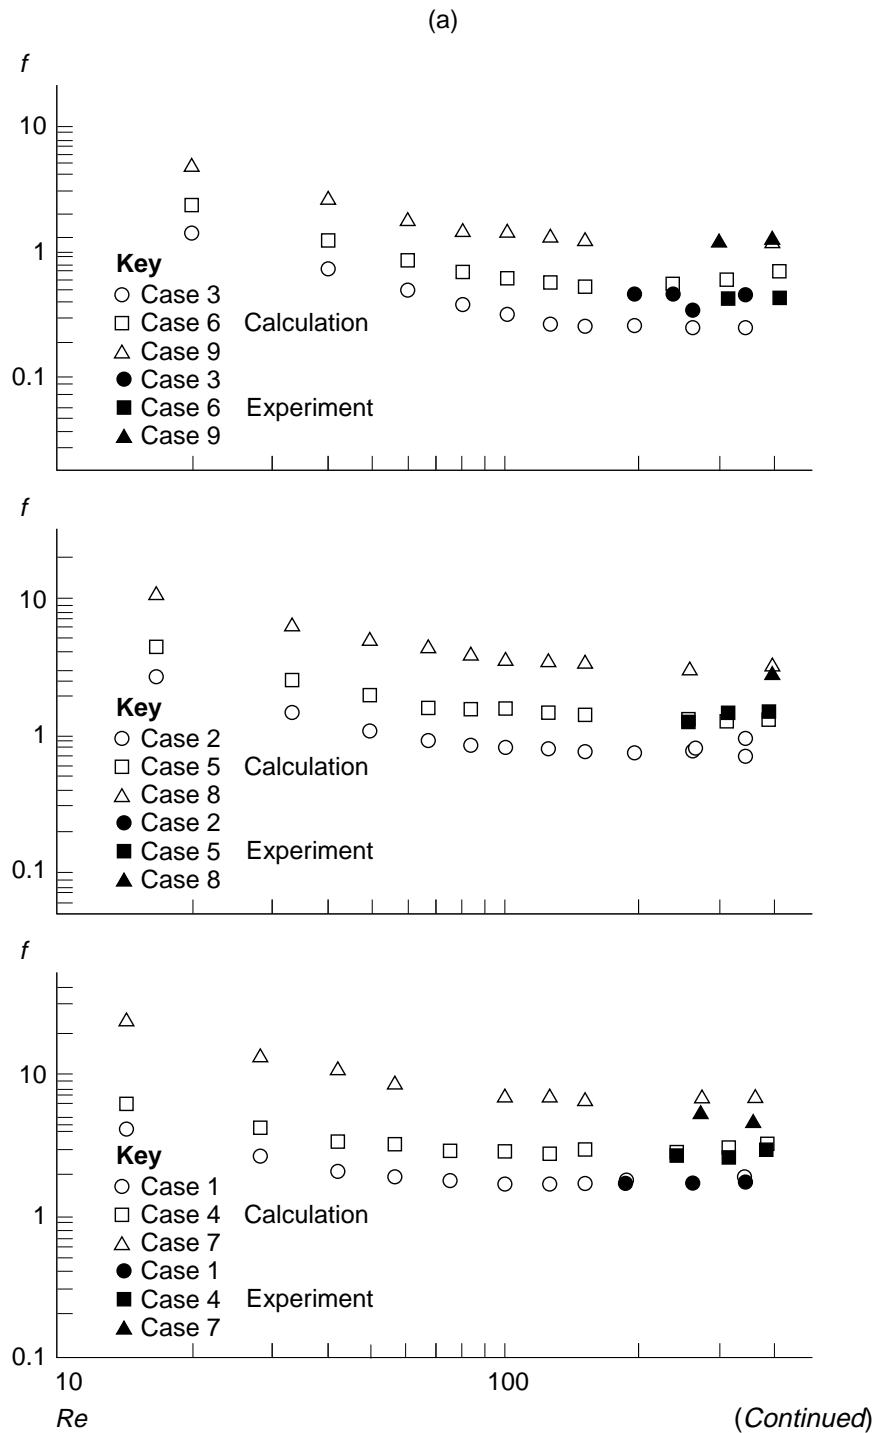 (a)
f
10
1
0.1
Key
Case 3
Case 6 Calculation
Case 9
Case 3
Case 6 Experiment
Case 9
f
10
1
0.1
Key
Case 2
Case 5 Calculation
Case 8
Case 2
Case 5 Experiment
Case 8
f
10
1
0.1
Key
Case 1
Case 4 Calculation
Case 7
Case 1
Case 4 Experiment
Case 7
10 100
Re (Continued)